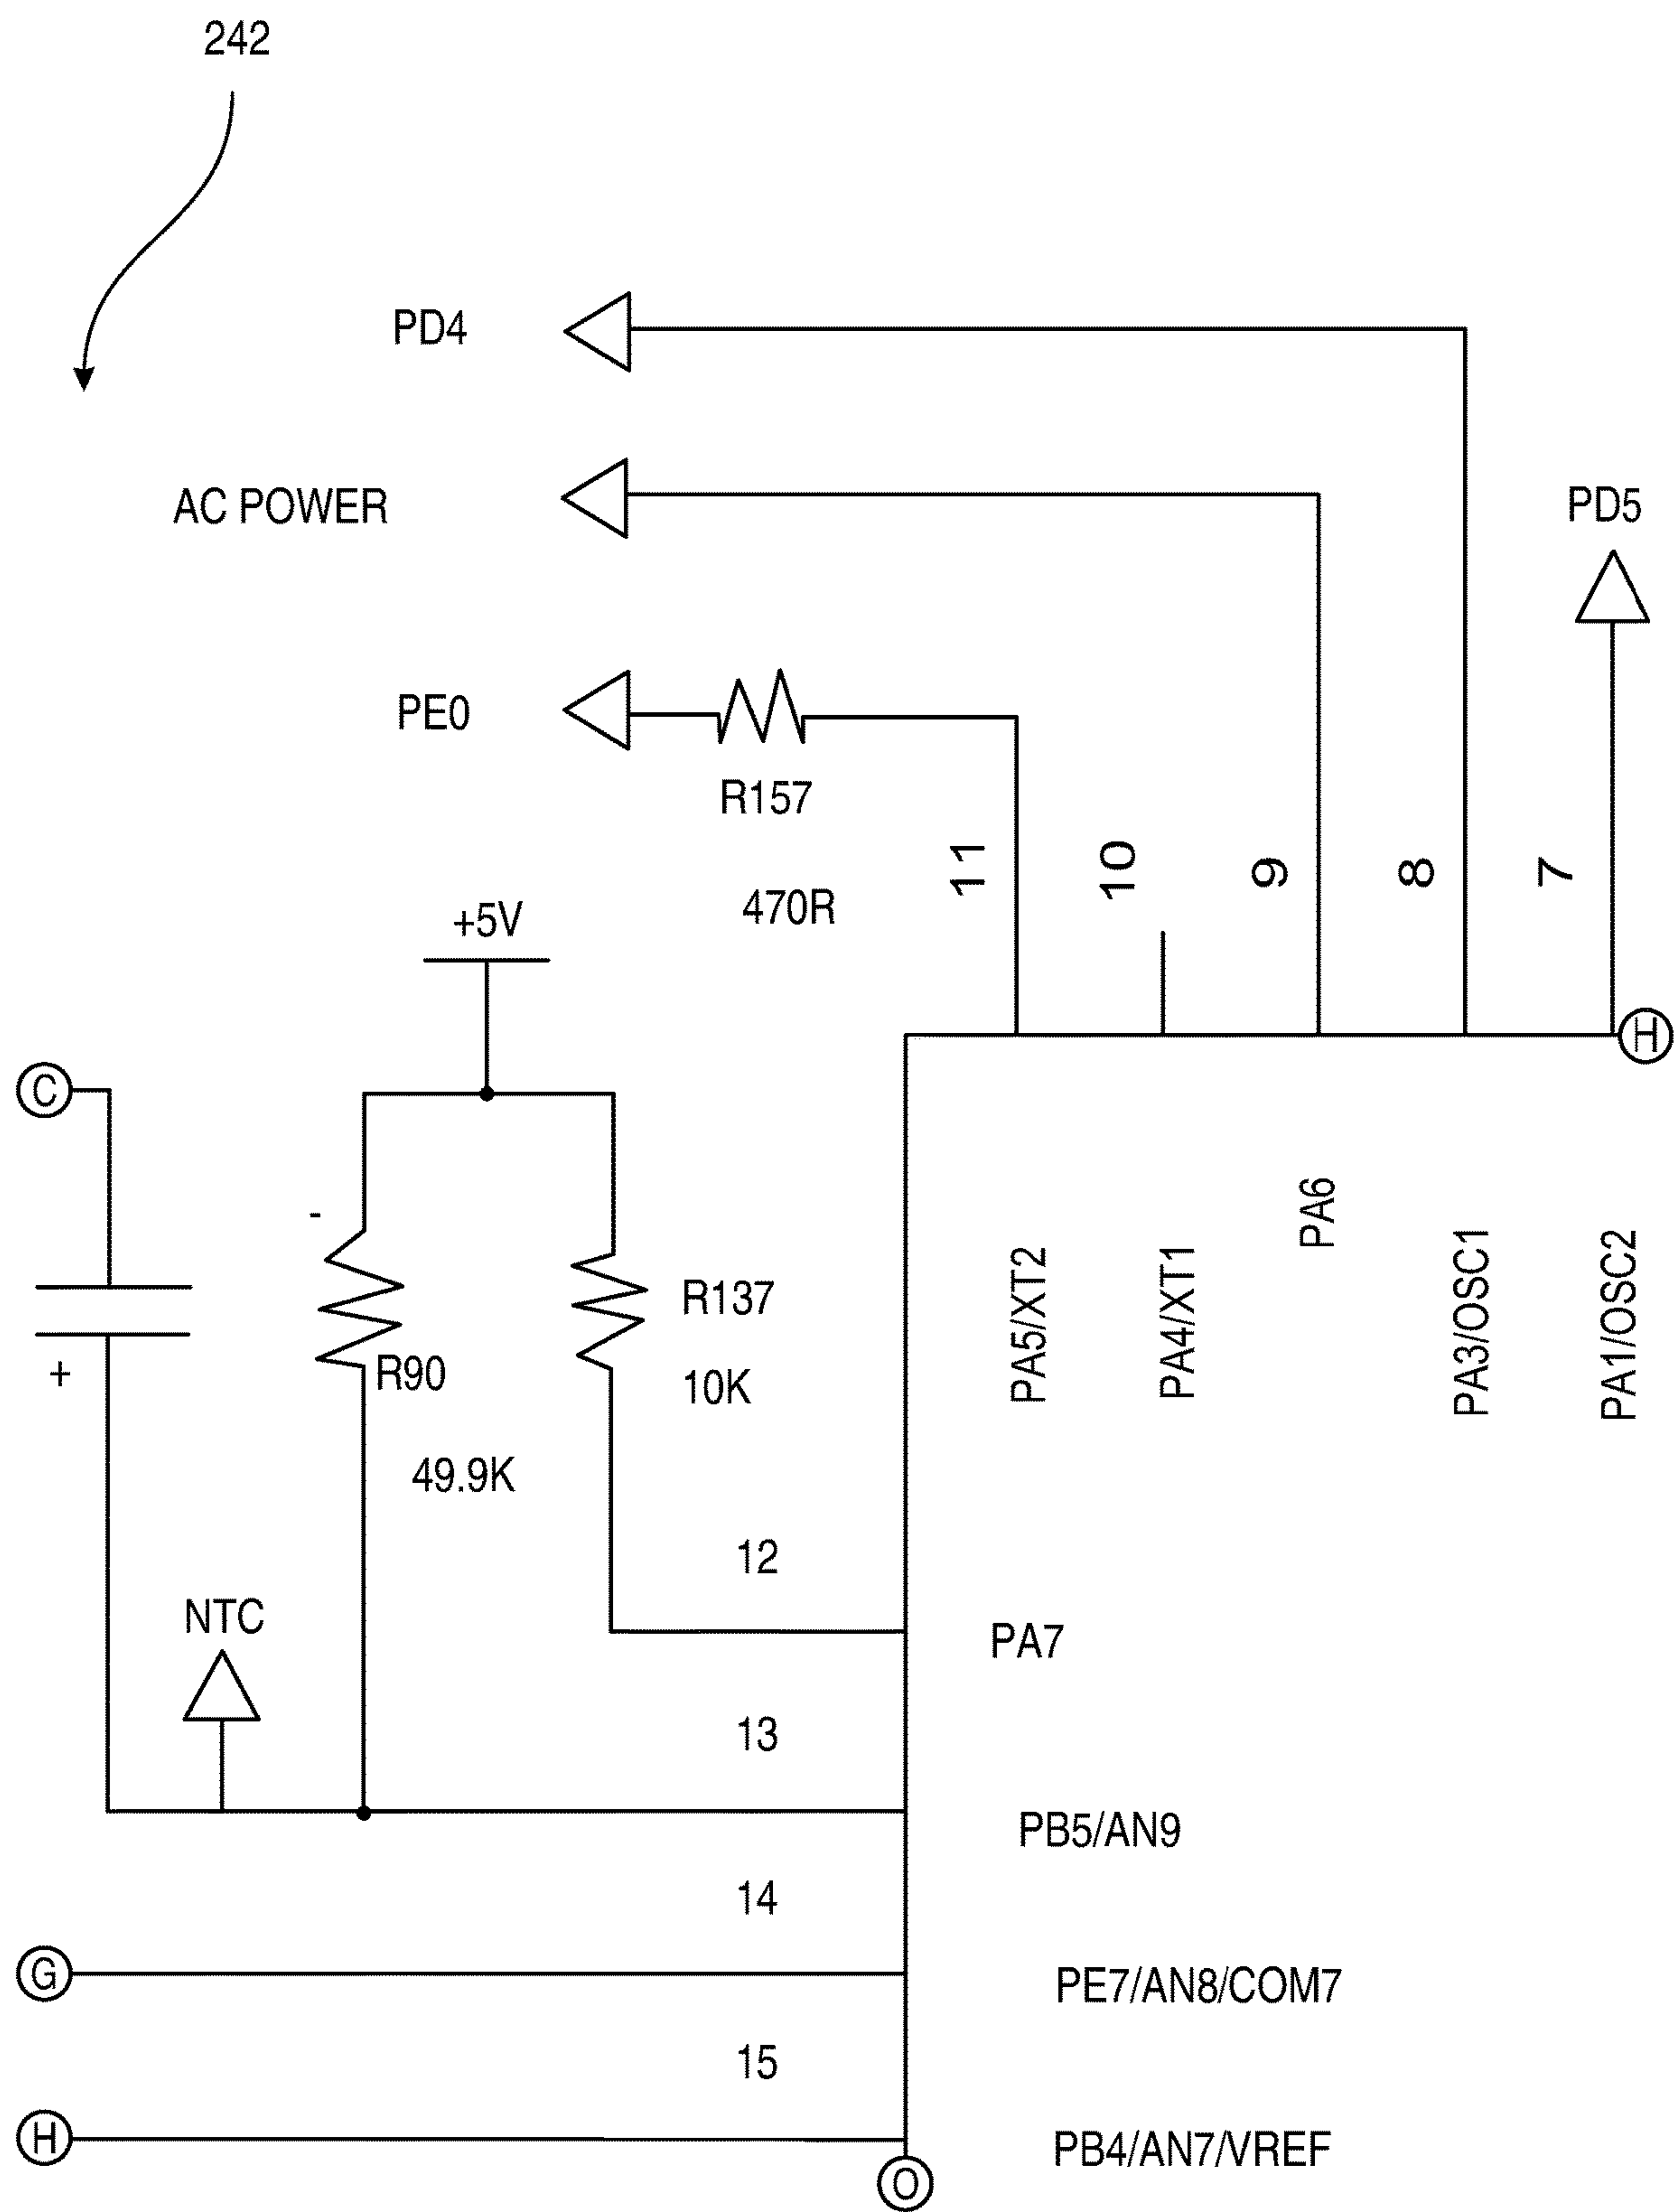 242
PD4
AC POWER
PD5
PE0
R157
470R
11
10
9
8
7
+5V
H
C
-
+
R90
49.9K
R137
10K
PA5/XT2
PA4/XT1
PA6
PA3/OSC1
PA1/OSC2
12
NTC
PA7
13
PB5/AN9
14
G
PE7/AN8/COM7
15
H
PB4/AN7/VREF
O